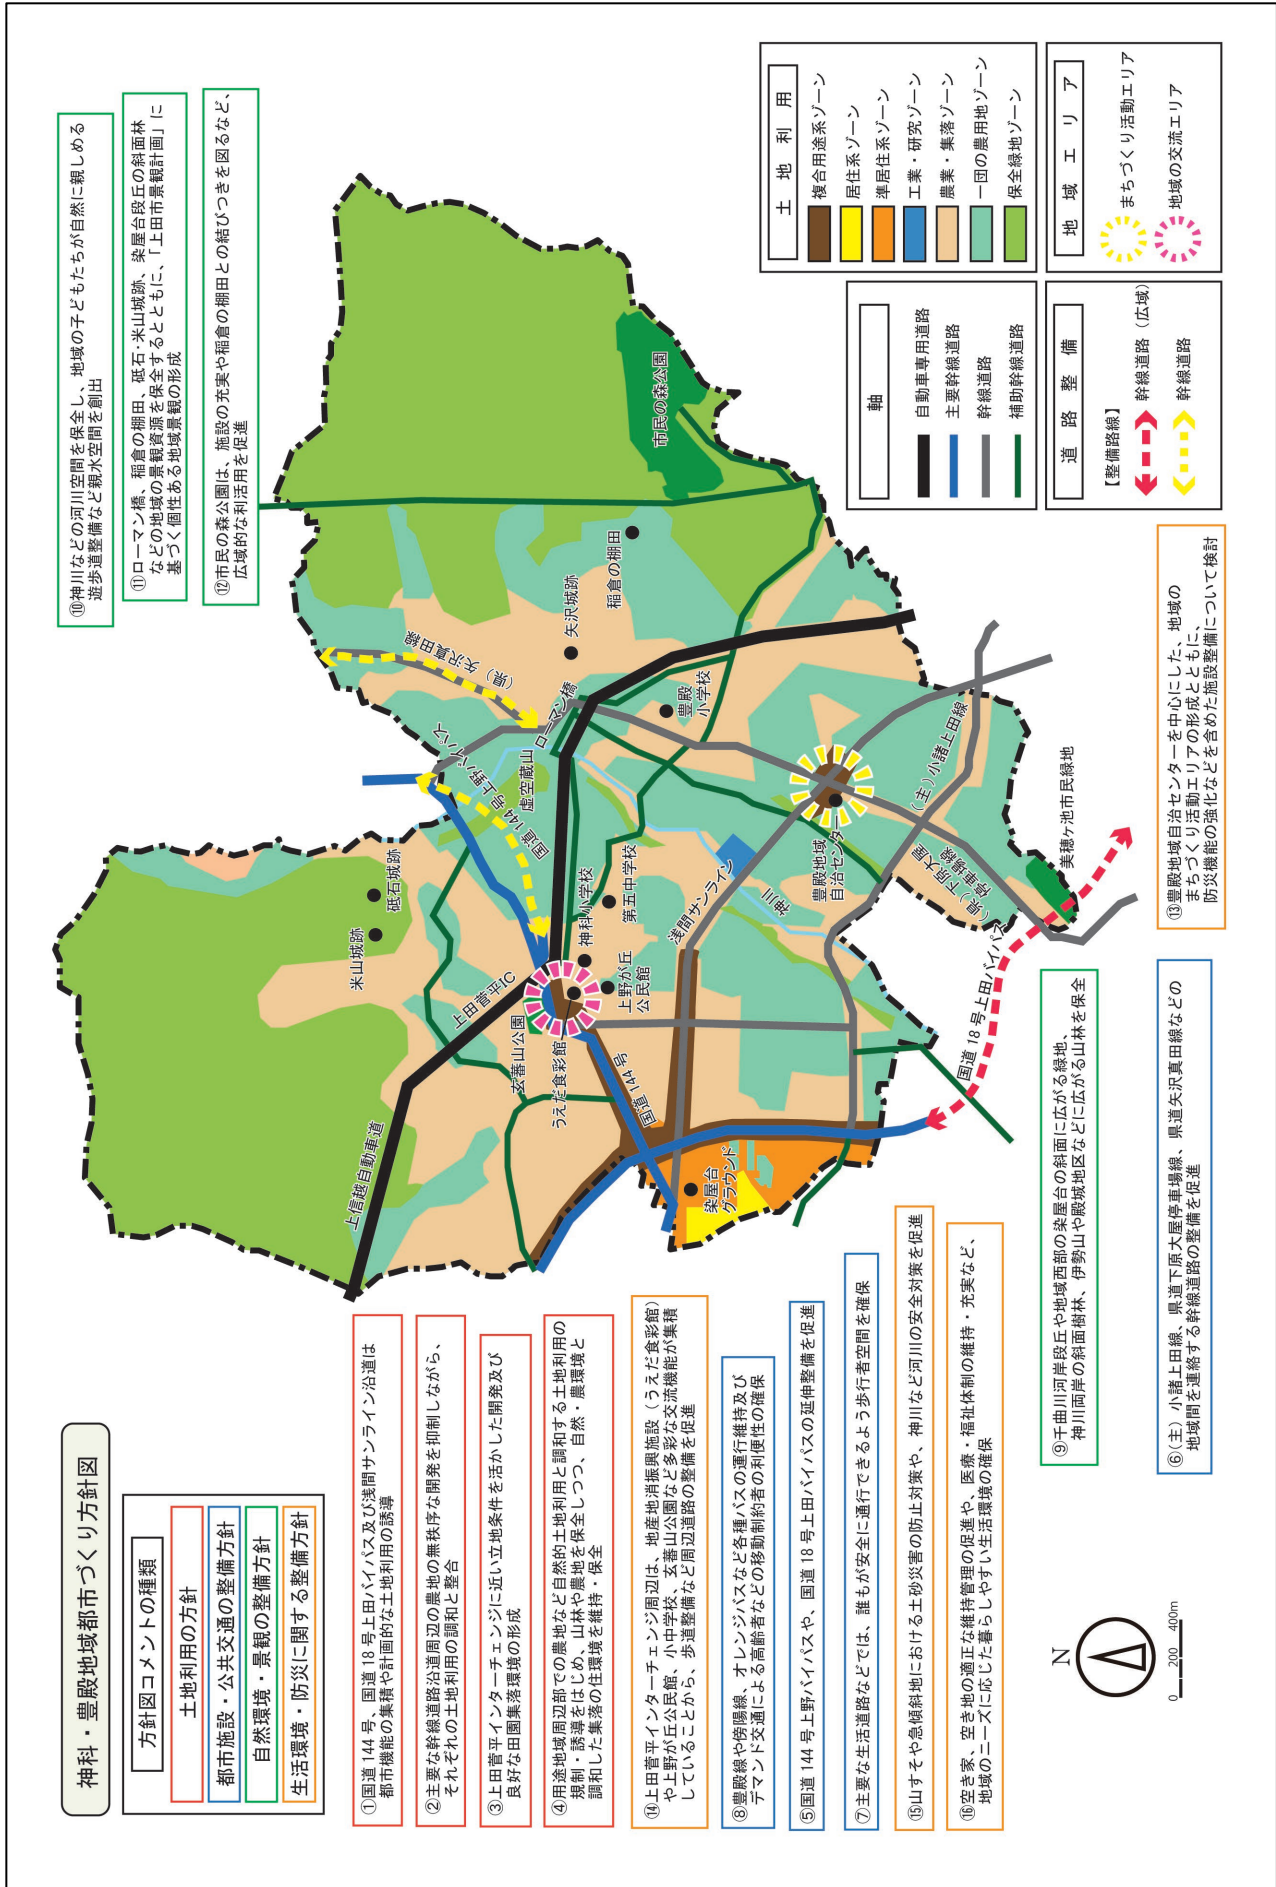 神科・豊殿地域都市づくり方針図
方針図コメントの種類
土地利用の方針
都市施設・公共交通の整備方針
自然環境・景観の整備方針
生活環境・防災に関する整備方針
①国道144号、国道18号上田バイパス及び浅間サンライン沿道は
都市機能の集積や計画的な土地利用の誘導
②主要な幹線道路沿道周辺の農地の無秩序な開発を抑制しながら、
それぞれの土地利用の調和と整合
③上田菅平インターチェンジに近い立地条件を活かした開発及び
良好な田園集落環境の形成
④用途地域周辺部での農地など自然的土地利用と調和する土地利用の
規制・誘導をはじめ、山林や農地を保全しつつ、自然・農環境と
調和した集落の住環境を維持・保全
⑭上田菅平インターチェンジ周辺は、地産地消振興施設（うえだ食彩館）
や上野が丘公民館、小中学校、玄蕃山公園など多彩な交流機能が集積
していることから、歩道整備など周辺道路の整備を促進
⑧豊殿線や傍陽線、オレンジバスなど各種バスの運行維持及び
デマンド交通による高齢者などの移動制約者の利便性の確保
⑤国道144号上野バイパスや、国道18号上田バイパスの延伸整備を促進
⑦主要な生活道路などでは、誰もが安全に通行できるよう歩行者空間を確保
⑮山すそや急傾斜地における土砂災害の防止対策や、神川など河川の安全対策を促進
⑯空き家、空き地の適正な維持管理の促進や、医療・福祉体制の維持・充実など、
地域のニーズに応じた暮らしやすい生活環境の確保
N
0 200 400m
⑨千曲川河岸段丘や地域西部の染屋台の斜面に広がる緑地、
神川両岸の斜面樹林、伊勢山や殿城地区などに広がる山林を保全
⑥(主）小諸上田線、県道下原大屋停車場線、県道矢沢真田線などの
地域間を連絡する幹線道路の整備を促進
⑬豊殿地域自治センターを中心にした、地域の
まちづくり活動エリアの形成とともに、
防災機能の強化などを含めた施設整備について検討
⑩神川などの河川空間を保全し、地域の子どもたちが自然に親しめる
遊歩道整備など親水空間を創出
⑪ローマン橋、稲倉の棚田、砥石･米山城跡、染屋台段丘の斜面林
などの地域の景観資源を保全するとともに、「上田市景観計画」に
基づく個性ある地域景観の形成
⑫市民の森公園は、施設の充実や稲倉の棚田との結びつきを図るなど、
広域的な利活用を促進
上信越自動車道
米山城跡
砥石城跡
上田菅平IC
玄蕃山公園
うえだ食彩館
国道144号
染屋台
グラウンド
神科小学校
第五中学校
上野が丘
公民館
国道144号上野バイパス
虚空蔵山
ローマン橋
（県）矢沢真田線
矢沢城跡
稲倉の棚田
市民の森公園
豊殿
小学校
浅間サンライン
神川
豊殿地域
自治センター
（主）小諸上田線
（県）下原大屋
停車場線
美穂ヶ池市民緑地
国道18号上田バイパス
軸
自動車専用道路
主要幹線道路
幹線道路
補助幹線道路
道路整備
【整備路線】
幹線道路（広域）
幹線道路
土地利用
複合用途系ゾーン
居住系ゾーン
準居住系ゾーン
工業・研究ゾーン
農業・集落ゾーン
一団の農用地ゾーン
保全緑地ゾーン
地域エリア
まちづくり活動エリア
地域の交流エリア